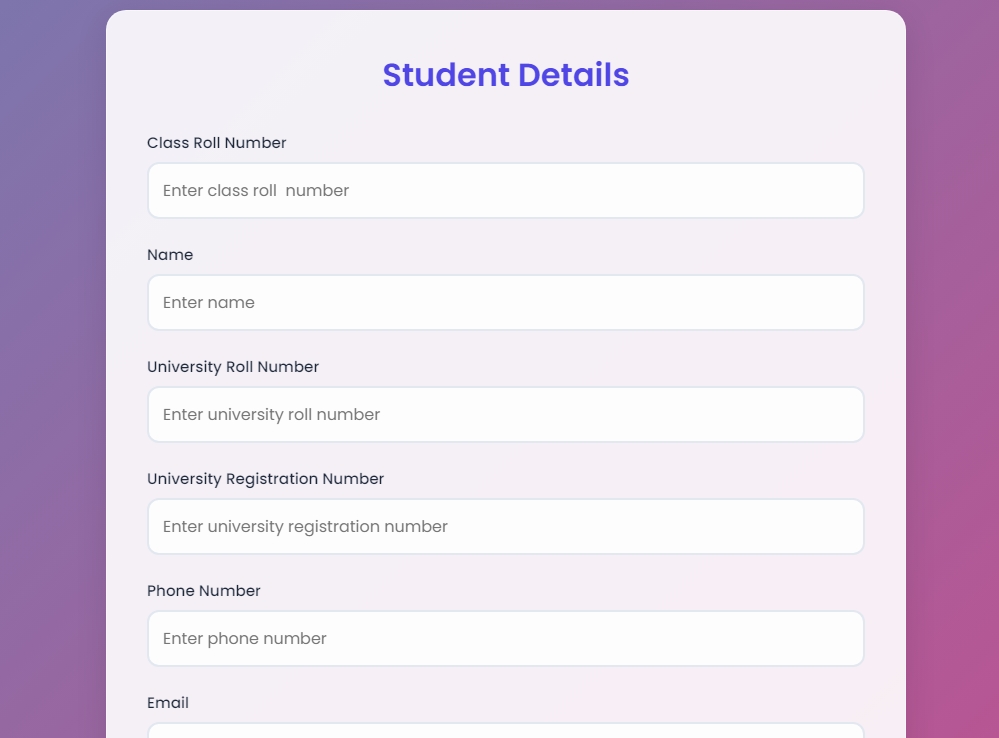 Student Details
Class Roll Number
Enter class roll  number
Name
Enter name
University Roll Number
Enter university roll number
University Registration Number
Enter university registration number
Phone Number
Enter phone number
Email